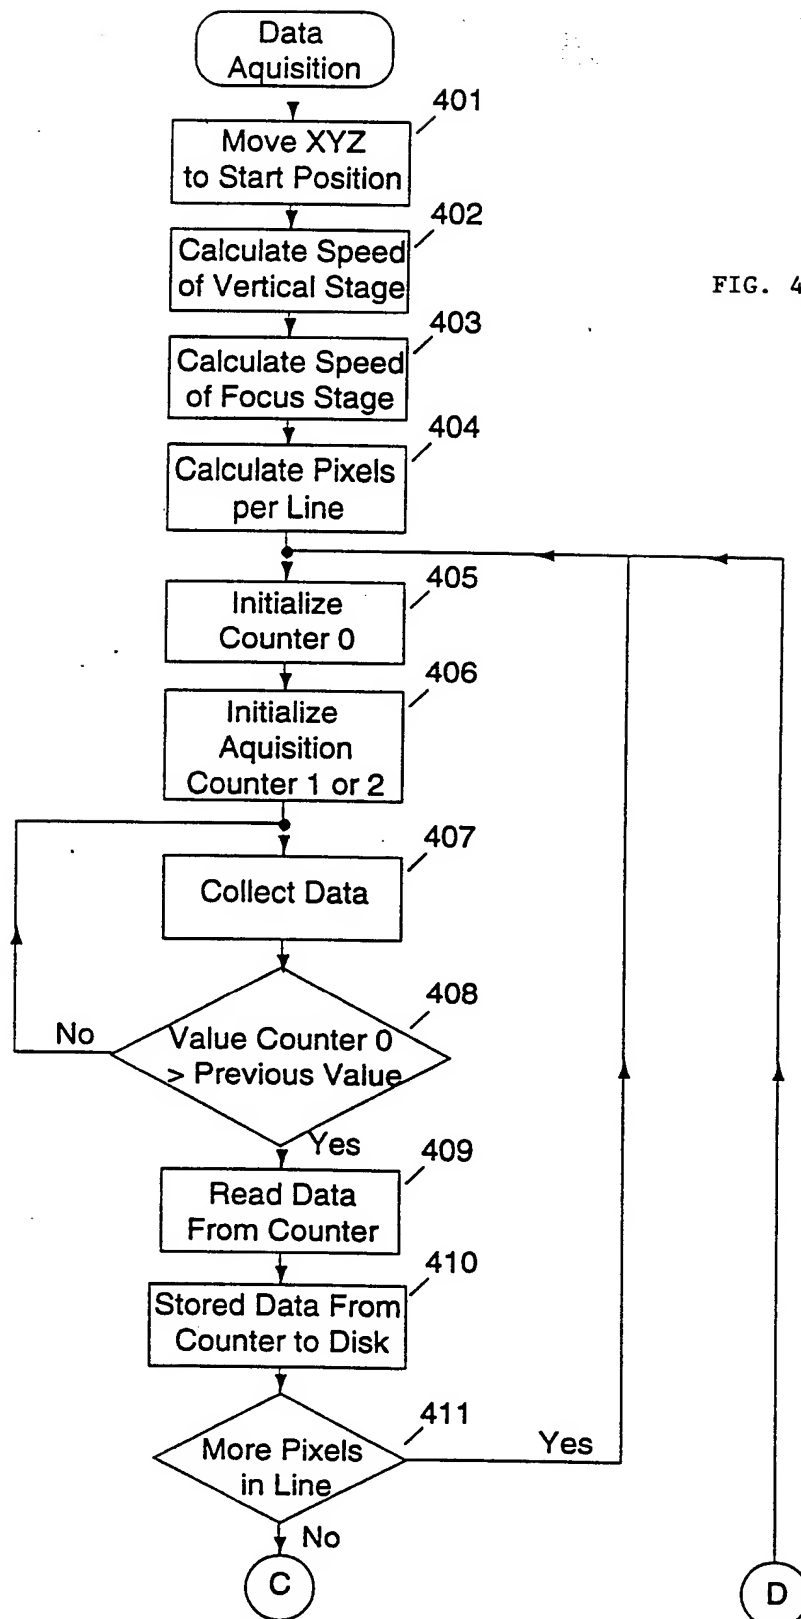 Data
Aquisition
401
Move XYZ
to Start Position
402
Calculate Speed
of Vertical Stage
FIG. 4
403
Calculate Speed
of Focus Stage
404
Calculate Pixels
per Line
405
Initialize
Counter 0
406
Initialize
Aquisition
Counter 1 or 2
407
Collect Data
408
No
Value Counter 0
> Previous Value
Yes
409
Read Data
From Counter
410
Stored Data From
Counter to Disk
411
More Pixels
in Line
Yes
No
C
D